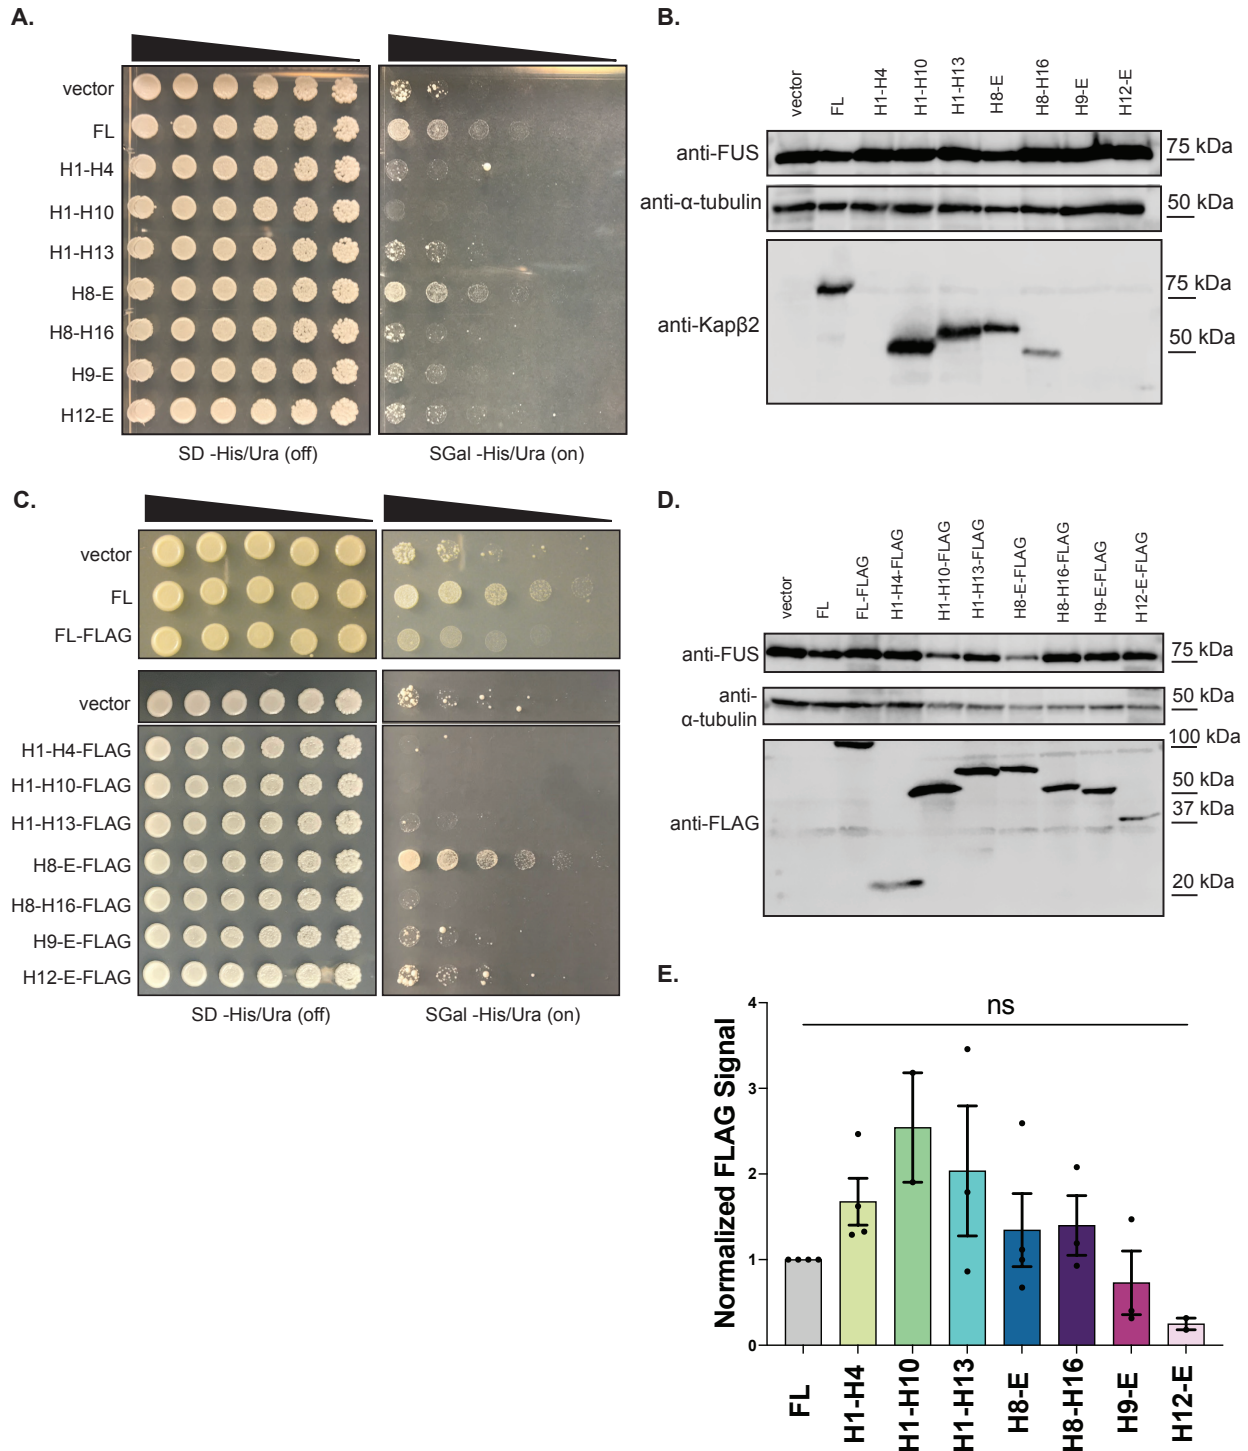 A.
vector
FL
H1-H4
H1-H10
H1-H13
H8-E
H8-H16
H9-E
H12-E
SD -His/Ura (off)
SGal -His/Ura (on)
B.
vector
FL
H1-H4
H1-H10
H1-H13
H8-E
H8-H16
H9-E
H12-E
anti-FUS
75 kDa
anti-α-tubulin
50 kDa
anti-Kapβ2
75 kDa
50 kDa
C.
vector
FL
FL-FLAG
vector
H1-H4-FLAG
H1-H10-FLAG
H1-H13-FLAG
H8-E-FLAG
H8-H16-FLAG
H9-E-FLAG
H12-E-FLAG
SD -His/Ura (off)
SGal -His/Ura (on)
D.
vector
FL
FL-FLAG
H1-H4-FLAG
H1-H10-FLAG
H1-H13-FLAG
H8-E-FLAG
H8-H16-FLAG
H9-E-FLAG
H12-E-FLAG
anti-FUS
75 kDa
anti-
α-tubulin
50 kDa
anti-FLAG
100 kDa
50 kDa
37 kDa
20 kDa
E.
Normalized FLAG Signal
4
3
2
1
0
ns
FL
H1-H4
H1-H10
H1-H13
H8-E
H8-H16
H9-E
H12-E